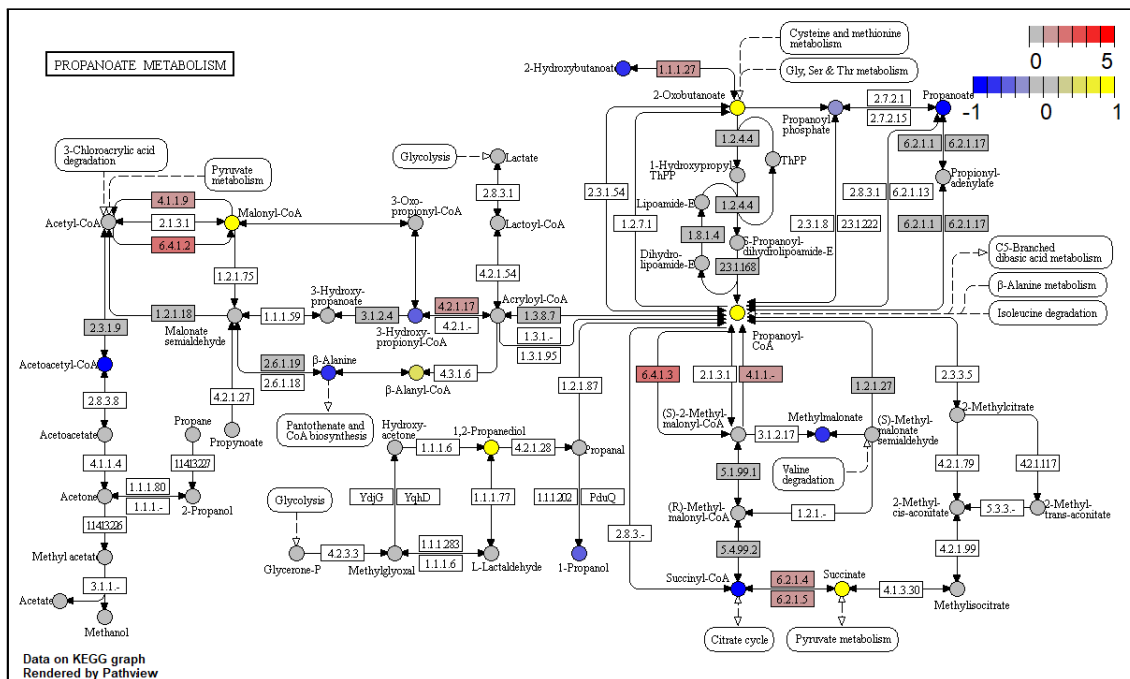 PROPANOATE METABOLISM
Cysteine and methionine
metabolism
Gly, Ser & Thr metabolism
0
5
-1
0
1
2-Hydroxybutanoate
1.1.1.27
2-Oxobutanoate
Propanoyl
phosphate
2.7.2.1
2.7.2.15
Propanoate
6.2.1.1
6.2.1.17
Propionyl-
adenylate
6.2.1.1
6.2.1.17
1.2.4.4
1-Hydroxypropyl
ThPP
ThPP
1.2.4.4
Lipoamide-E
1.8.1.4
Dihydro-
lipoamide-E
S-Propanoyl-
dihydrolipoamide-E
2.3.1.168
2.3.1.54
1.2.7.1
2.3.1.8
2.3.1.222
2.8.3.1
6.2.1.13
C5-Branched
dibasic acid metabolism
β-Alanine metabolism
Isoleucine degradation
Propanoyl-
CoA
3-Chloroacrylic acid
degradation
Pyruvate
metabolism
Glycolysis
Lactate
2.8.3.1
Lactoyl-CoA
4.2.1.54
Acryloyl-CoA
4.1.1.9
Acetyl-CoA
2.1.3.1
Malonyl-CoA
6.4.1.2
3-Oxo-
propionyl-CoA
1.2.1.75
3-Hydroxy-
propanoate
1.2.1.18
Malonate
semialdehyde
1.1.1.59
3.1.2.4
3-Hydroxy-
propionyl-CoA
4.2.1.17
4.2.1.-
1.3.8.7
1.3.1.-
1.3.1.95
2.3.1.9
Acetoacetyl-CoA
2.6.1.19
2.6.1.18
β-Alanine
β-Alanyl-CoA
4.3.1.6
1.2.1.87
Pantothenate and
CoA biosynthesis
2.8.3.8
4.2.1.27
Propynoate
Propane
Acetoacetate
1.14.13.227
4.1.1.4
Acetone
1.1.1.80
1.1.1.-
2-Propanol
1.14.13.226
Methyl acetate
3.1.1.-
Acetate
Methanol
Hydroxy-
acetone
1.1.1.6
1,2-Propanediol
4.2.1.28
Propanal
YdjG
YqhD
1.1.1.77
1.1.1.202
PduQ
Glycolysis
Glycerone-P
4.2.3.3
Methylglyoxal
1.1.1.283
1.1.1.6
L-Lactaldehyde
1-Propanol
6.4.1.3
2.1.3.1
4.1.1.-
1.2.1.27
2.3.3.5
(S)-2-Methyl-
malonyl-CoA
3.1.2.17
Methylmalonate
(S)-Methyl-
malonate
semialdehyde
Valine
degradation
5.1.99.1
(R)-Methyl-
malonyl-CoA
1.2.1.-
5.4.99.2
2.8.3.-
Succinyl-CoA
6.2.1.4
6.2.1.5
Succinate
4.1.3.30
Methylisocitrate
Citrate cycle
Pyruvate metabolism
2-Methylcitrate
4.2.1.79
4.2.1.117
2-Methyl-
cis-aconitate
5.3.3.-
2-Methyl-
trans-aconitate
4.2.1.99
Data on KEGG graph
Rendered by Pathview